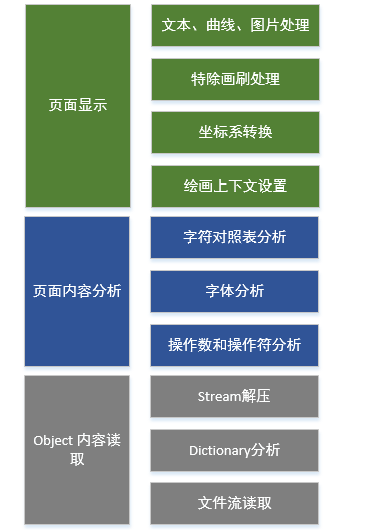 页面显示
文本、曲线、图片处理
特除画刷处理
坐标系转换
绘画上下文设置
页面内容分析
字符对照表分析
字体分析
操作数和操作符分析
Object 内容读
取
Stream解压
Dictionary分析
文件流读取